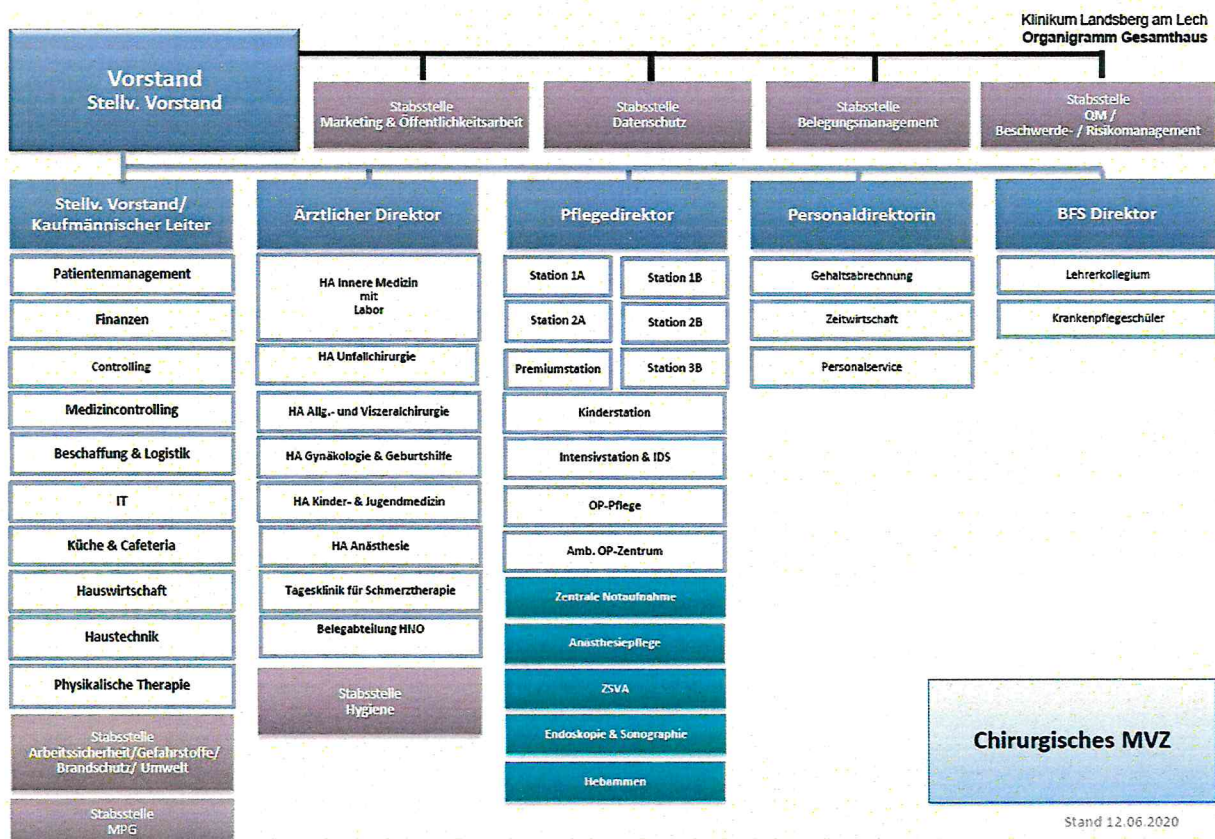 Klinikum Landsberg am Lech
Organigramm Gesamthaus
Vorstand
Stellv. Vorstand
Stabsstelle
Marketing & Öffentlichkeitsarbeit
Stabsstelle
Datenschutz
Stabsstelle
Belegungsmanagement
Stabsstelle
QM /
Beschwerde- / Risikomanagement
Stellv. Vorstand/
Kaufmännischer Leiter
Patientenmanagement
Finanzen
Controlling
Medizincontrolling
Beschaffung & Logistik
IT
Küche & Cafeteria
Hauswirtschaft
Haustechnik
Physikalische Therapie
Stabsstelle
Arbeitssicherheit/Gefahrstoffe/
Brandschutz/ Umwelt
Stabsstelle
MPG
Ärztlicher Direktor
HA Innere Medizin
mit
Labor
HA Unfallchirurgie
HA Allg.- und Viszeralchirurgie
HA Gynäkologie & Geburtshilfe
HA Kinder- & Jugendmedizin
HA Anästhesie
Tagesklinik für Schmerztherapie
Belegabteilung HNO
Stabsstelle
Hygiene
Pflegedirektor
Station 1A
Station 1B
Station 2A
Station 2B
Premiumstation
Station 3B
Kinderstation
Intensivstation & IDS
OP-Pflege
Amb. OP-Zentrum
Zentrale Notaufnahme
Anästhesiepflege
ZSVA
Endoskopie & Sonographie
Hebammen
Personaldirektorin
Gehaltsabrechnung
Zeitwirtschaft
Personalservice
BFS Direktor
Lehrerkollegium
Krankenpflegeschüler
Chirurgisches MVZ
Stand 12.06.2020